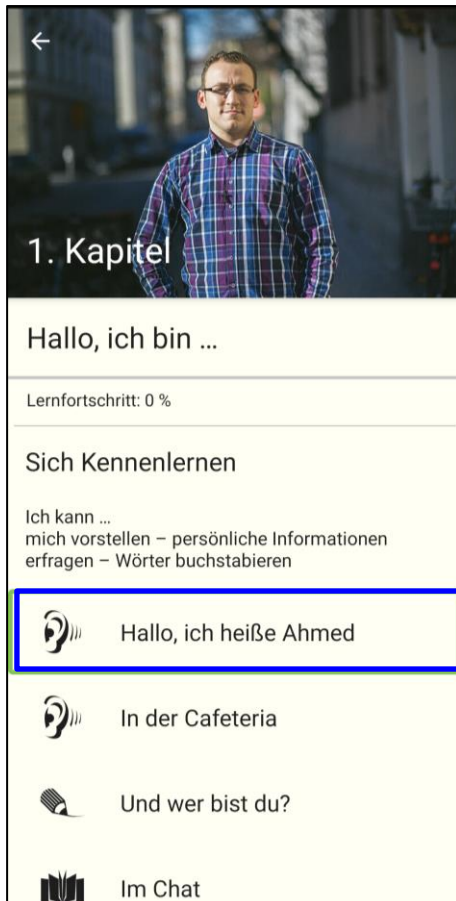 1. Kapitel
Hallo, ich bin ...
Lernfortschritt: 0 %
Sich Kennenlernen
Ich kann ...
mich vorstellen – persönliche Informationen
erfragen – Wörter buchstabieren
Hallo, ich heiße Ahmed
In der Cafeteria
Und wer bist du?
Im Chat